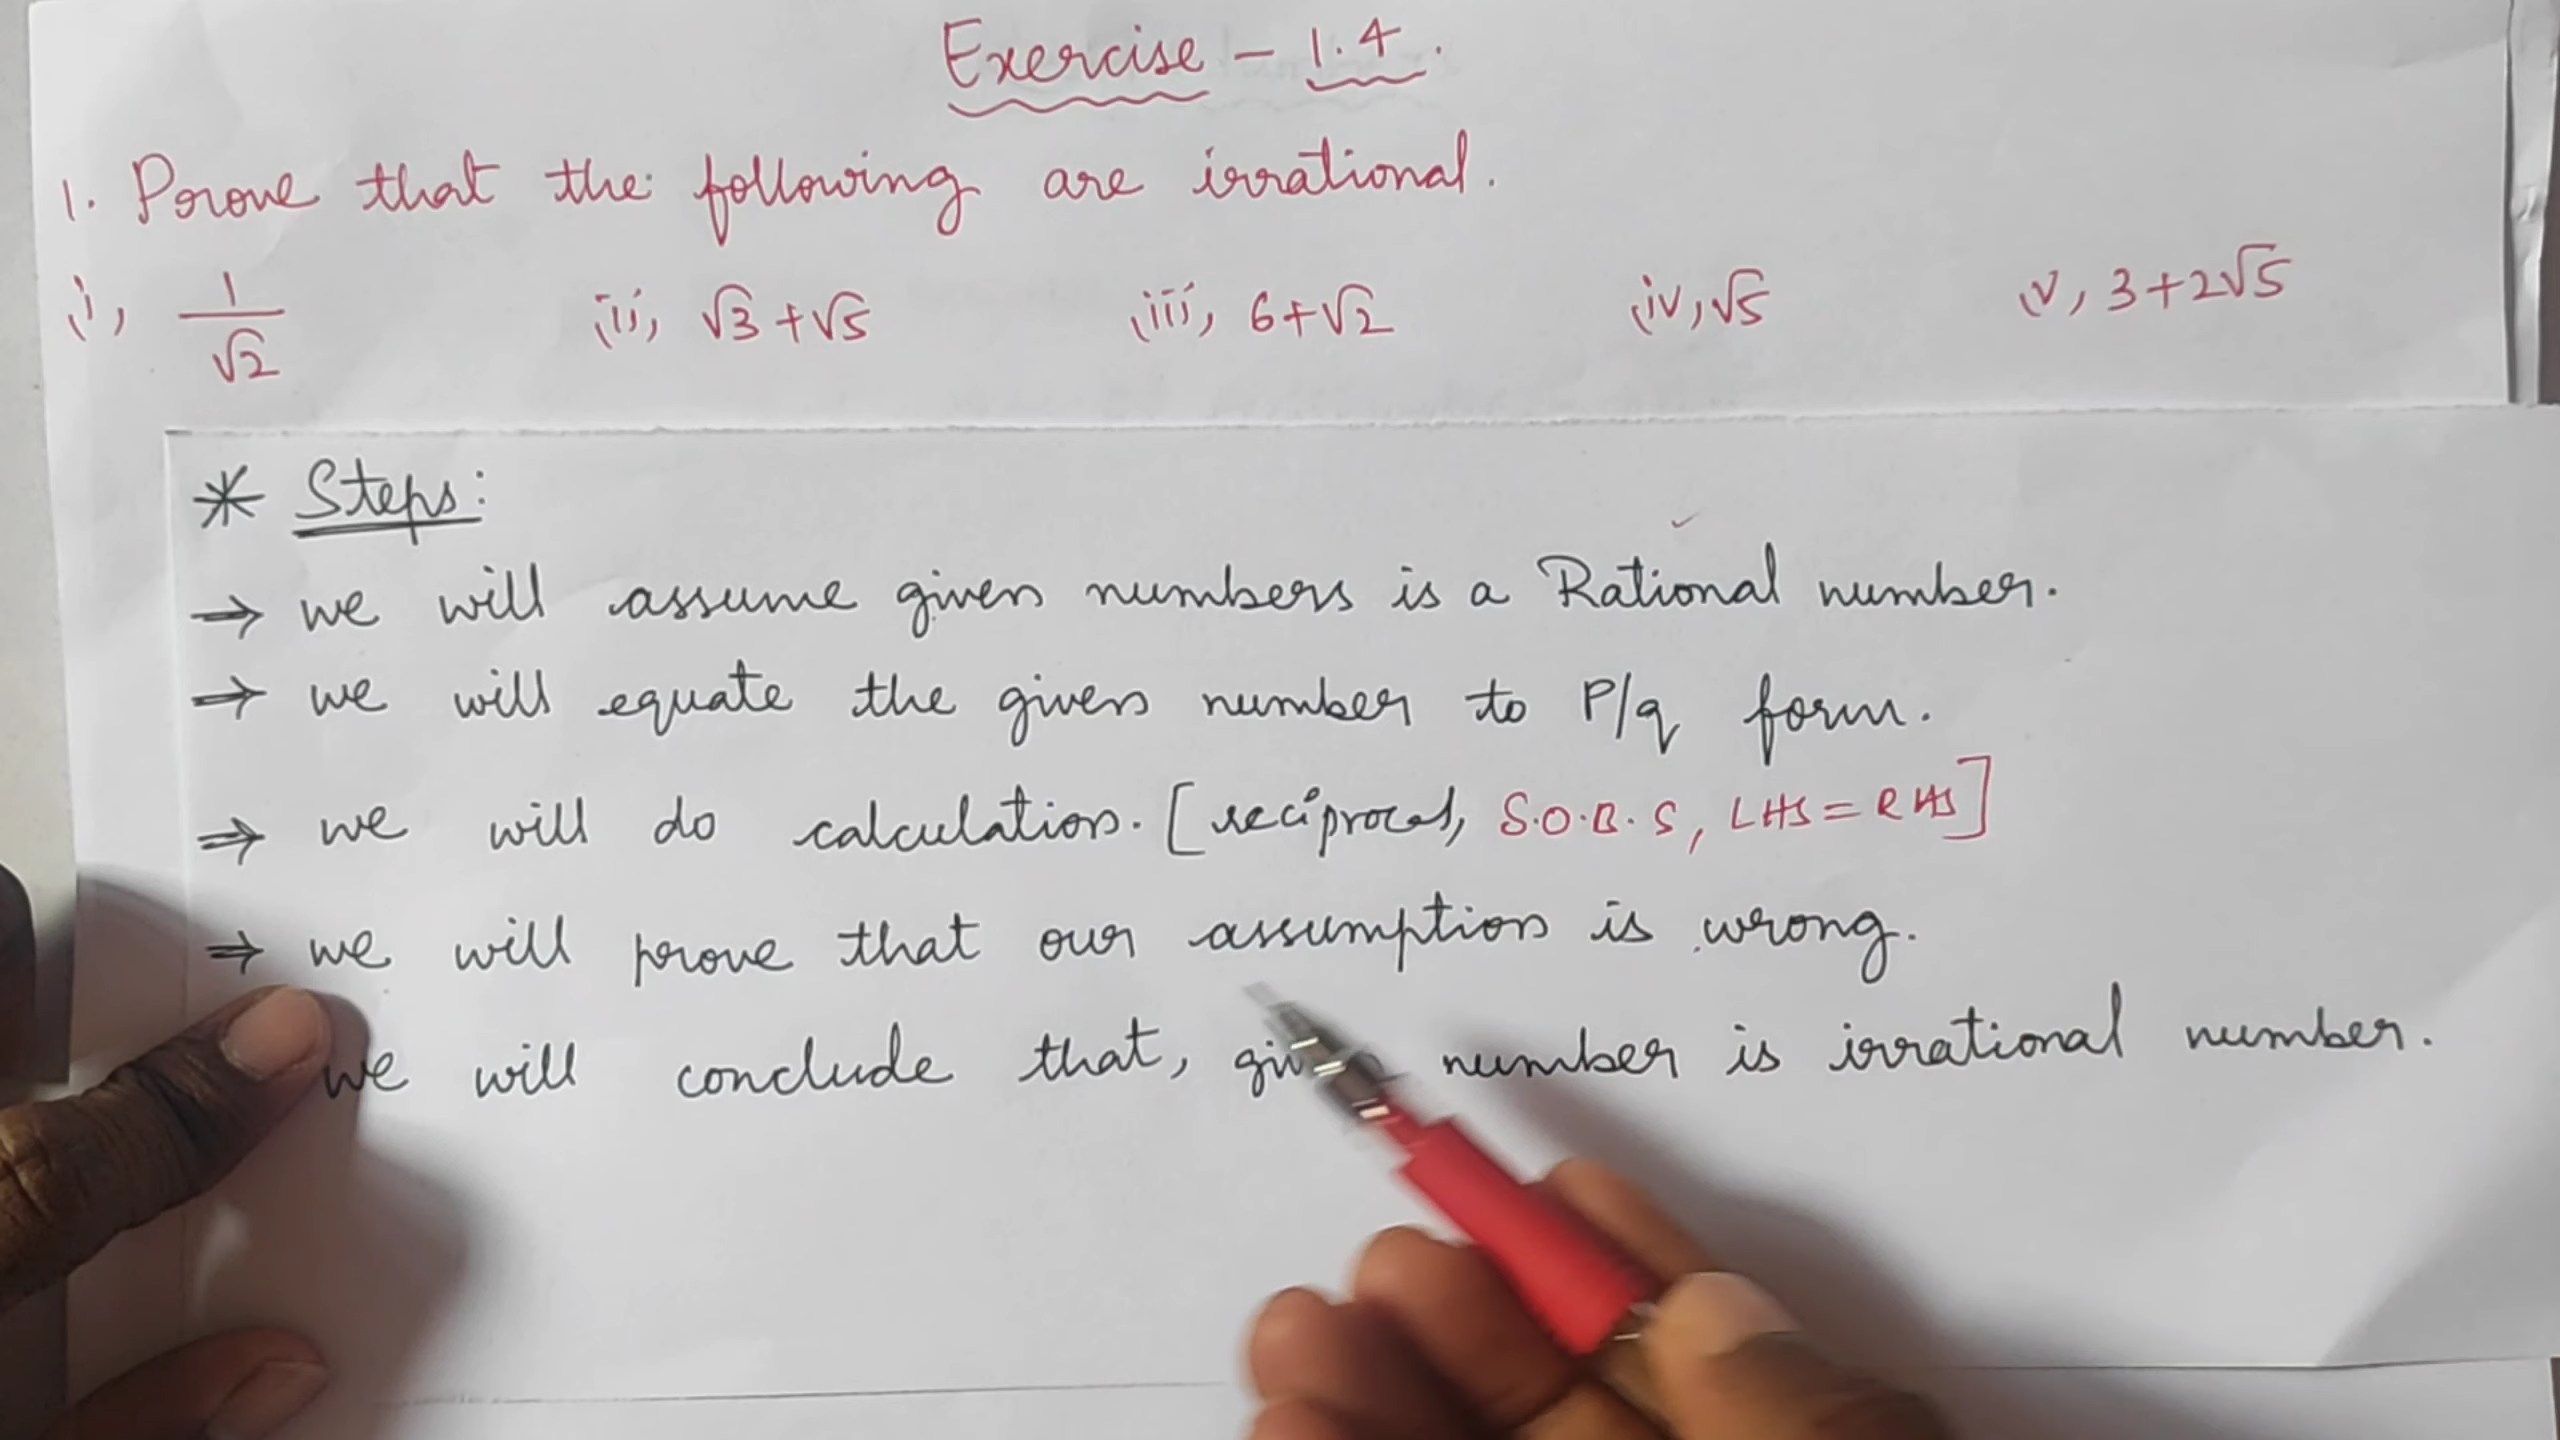 Exercise - 1.4.
1. Prove that the following are irrational.
(i, 1/√2 (ii, √3+√5 (iii, 6+√2 (iv, √5 (v, 3+2√5
* Steps:
→ we will assume given numbers is a Rational number.
→ we will equate the given number to P/q form.
→ we will do calculation. [reciprocal, S.O.B.S, LHS = RHS]
→ we will prove that our assumption is wrong.
we will conclude that, number is irrational number.